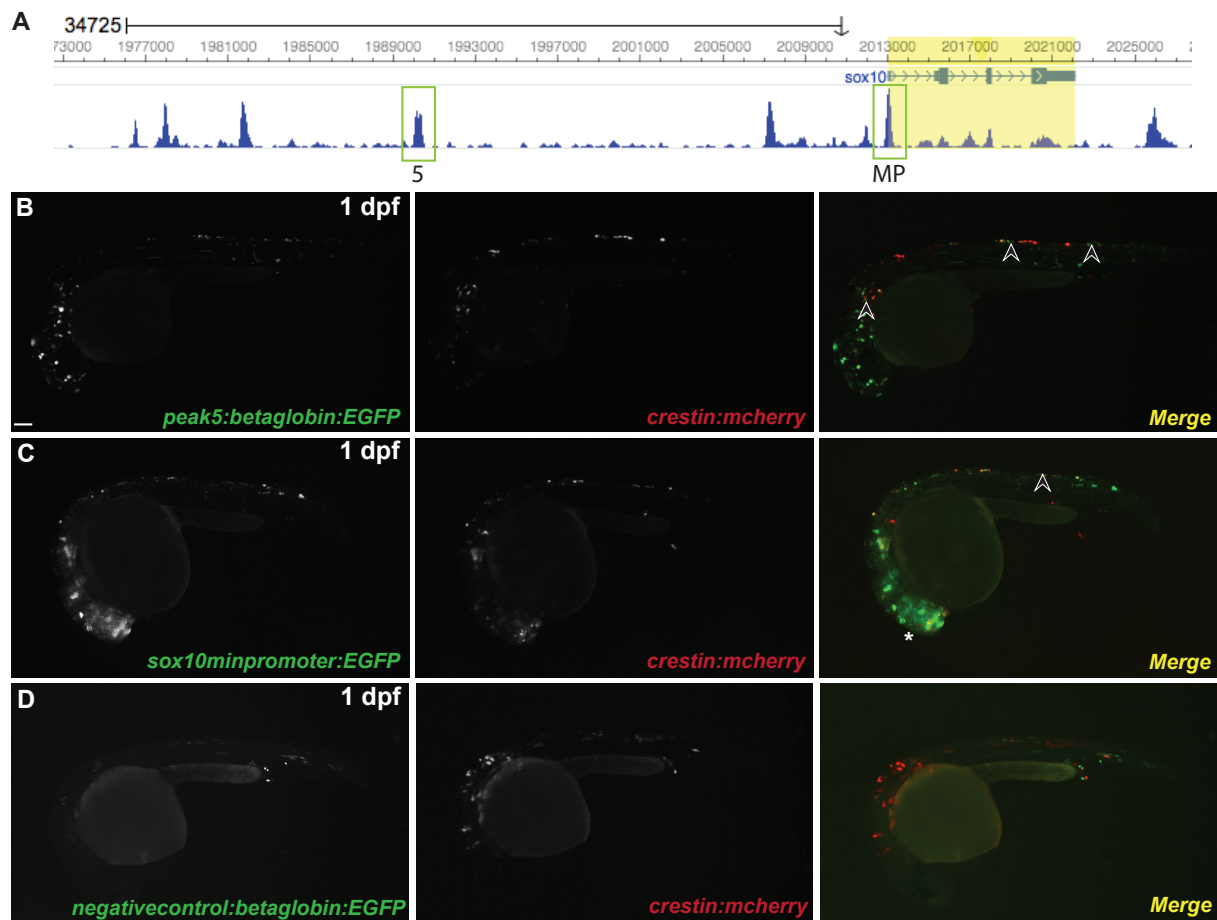 A
34725
73000 1977000 1981000 1985000 1989000 1993000 1997000 2001000 2005000 2009000 2013000 2017000 2021000 2025000 2
sox10
5 MP
B 1 dpf
peak5:betaglobin:EGFP crestin:mcherry Merge
C 1 dpf
*
sox10minpromoter:EGFP crestin:mcherry Merge
D 1 dpf
negativecontrol:betaglobin:EGFP crestin:mcherry Merge